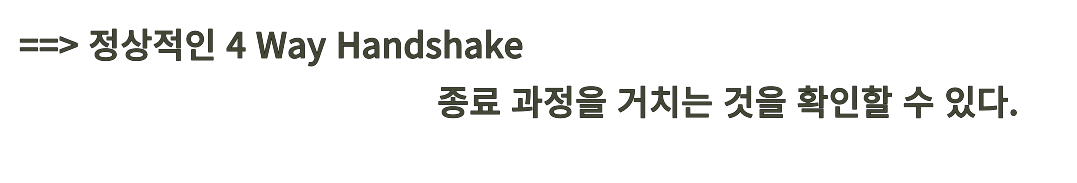 ==> 정상적인 4 Way Handshake
종료 과정을 거치는 것을 확인할 수 있다.